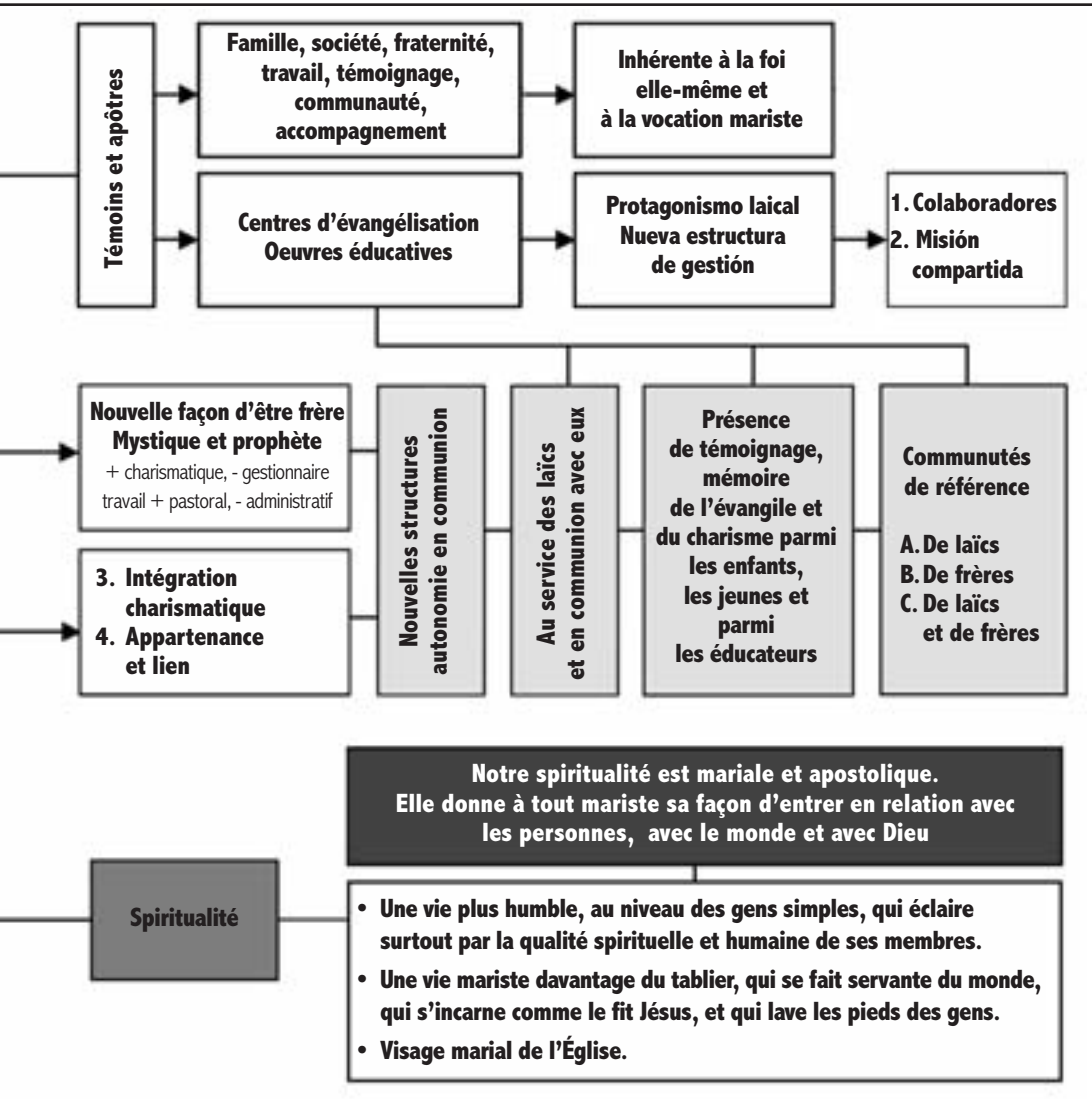 Témoins et apôtres
Famille, société, fraternité,
travail, témoignage,
communauté,
accompagnement
Inhérente à la foi
elle-même et
à la vocation mariste
Centres d'évangélisation
Oeuvres éducatives
Protagonismo laical
Nueva estructura
de gestión
1. Colaboradores
2. Misión
compartida
Nouvelle façon d'être frère
Mystique et prophète
+ charismatique, - gestionnaire
travail + pastoral, - administratif
3. Intégration
charismatique
4. Appartenance
et lien
Nouvelles structures
autonomie en communion
Au service des laïcs
et en communion avec eux
Présence
de témoignage,
mémoire
de l'évangile et
du charisme parmi
les enfants,
les jeunes et
parmi
les éducateurs
Communutés
de référence
A. De laïcs
B. De frères
C. De laïcs
et de frères
Notre spiritualité est mariale et apostolique.
Elle donne à tout mariste sa façon d'entrer en relation avec
les personnes, avec le monde et avec Dieu
Spiritualité
• Une vie plus humble, au niveau des gens simples, qui éclaire
surtout par la qualité spirituelle et humaine de ses membres.
• Une vie mariste davantage du tablier, qui se fait servante du monde,
qui s'incarne comme le fit Jésus, et qui lave les pieds des gens.
• Visage marial de l'Église.